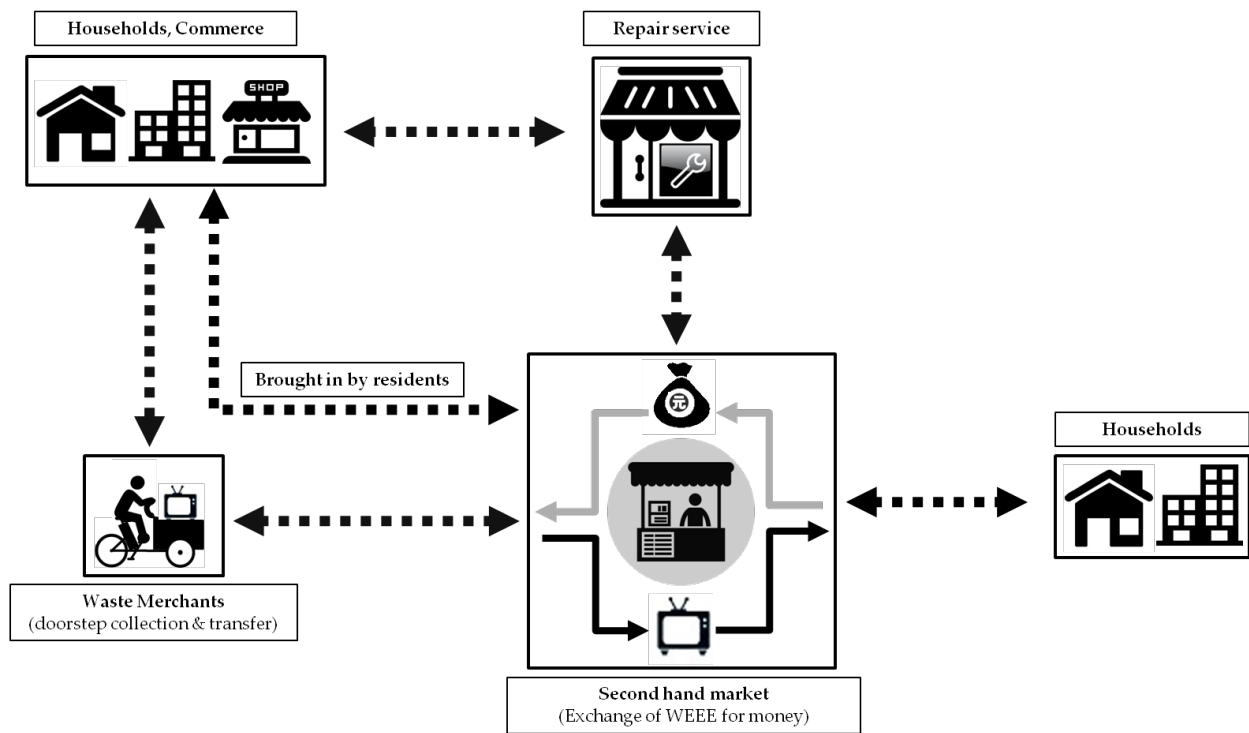 Households, Commerce
Repair service
SHOP
Brought in by residents
元
Households
Waste Merchants
(doorstep collection & transfer)
Second hand market
(Exchange of WEEE for money)